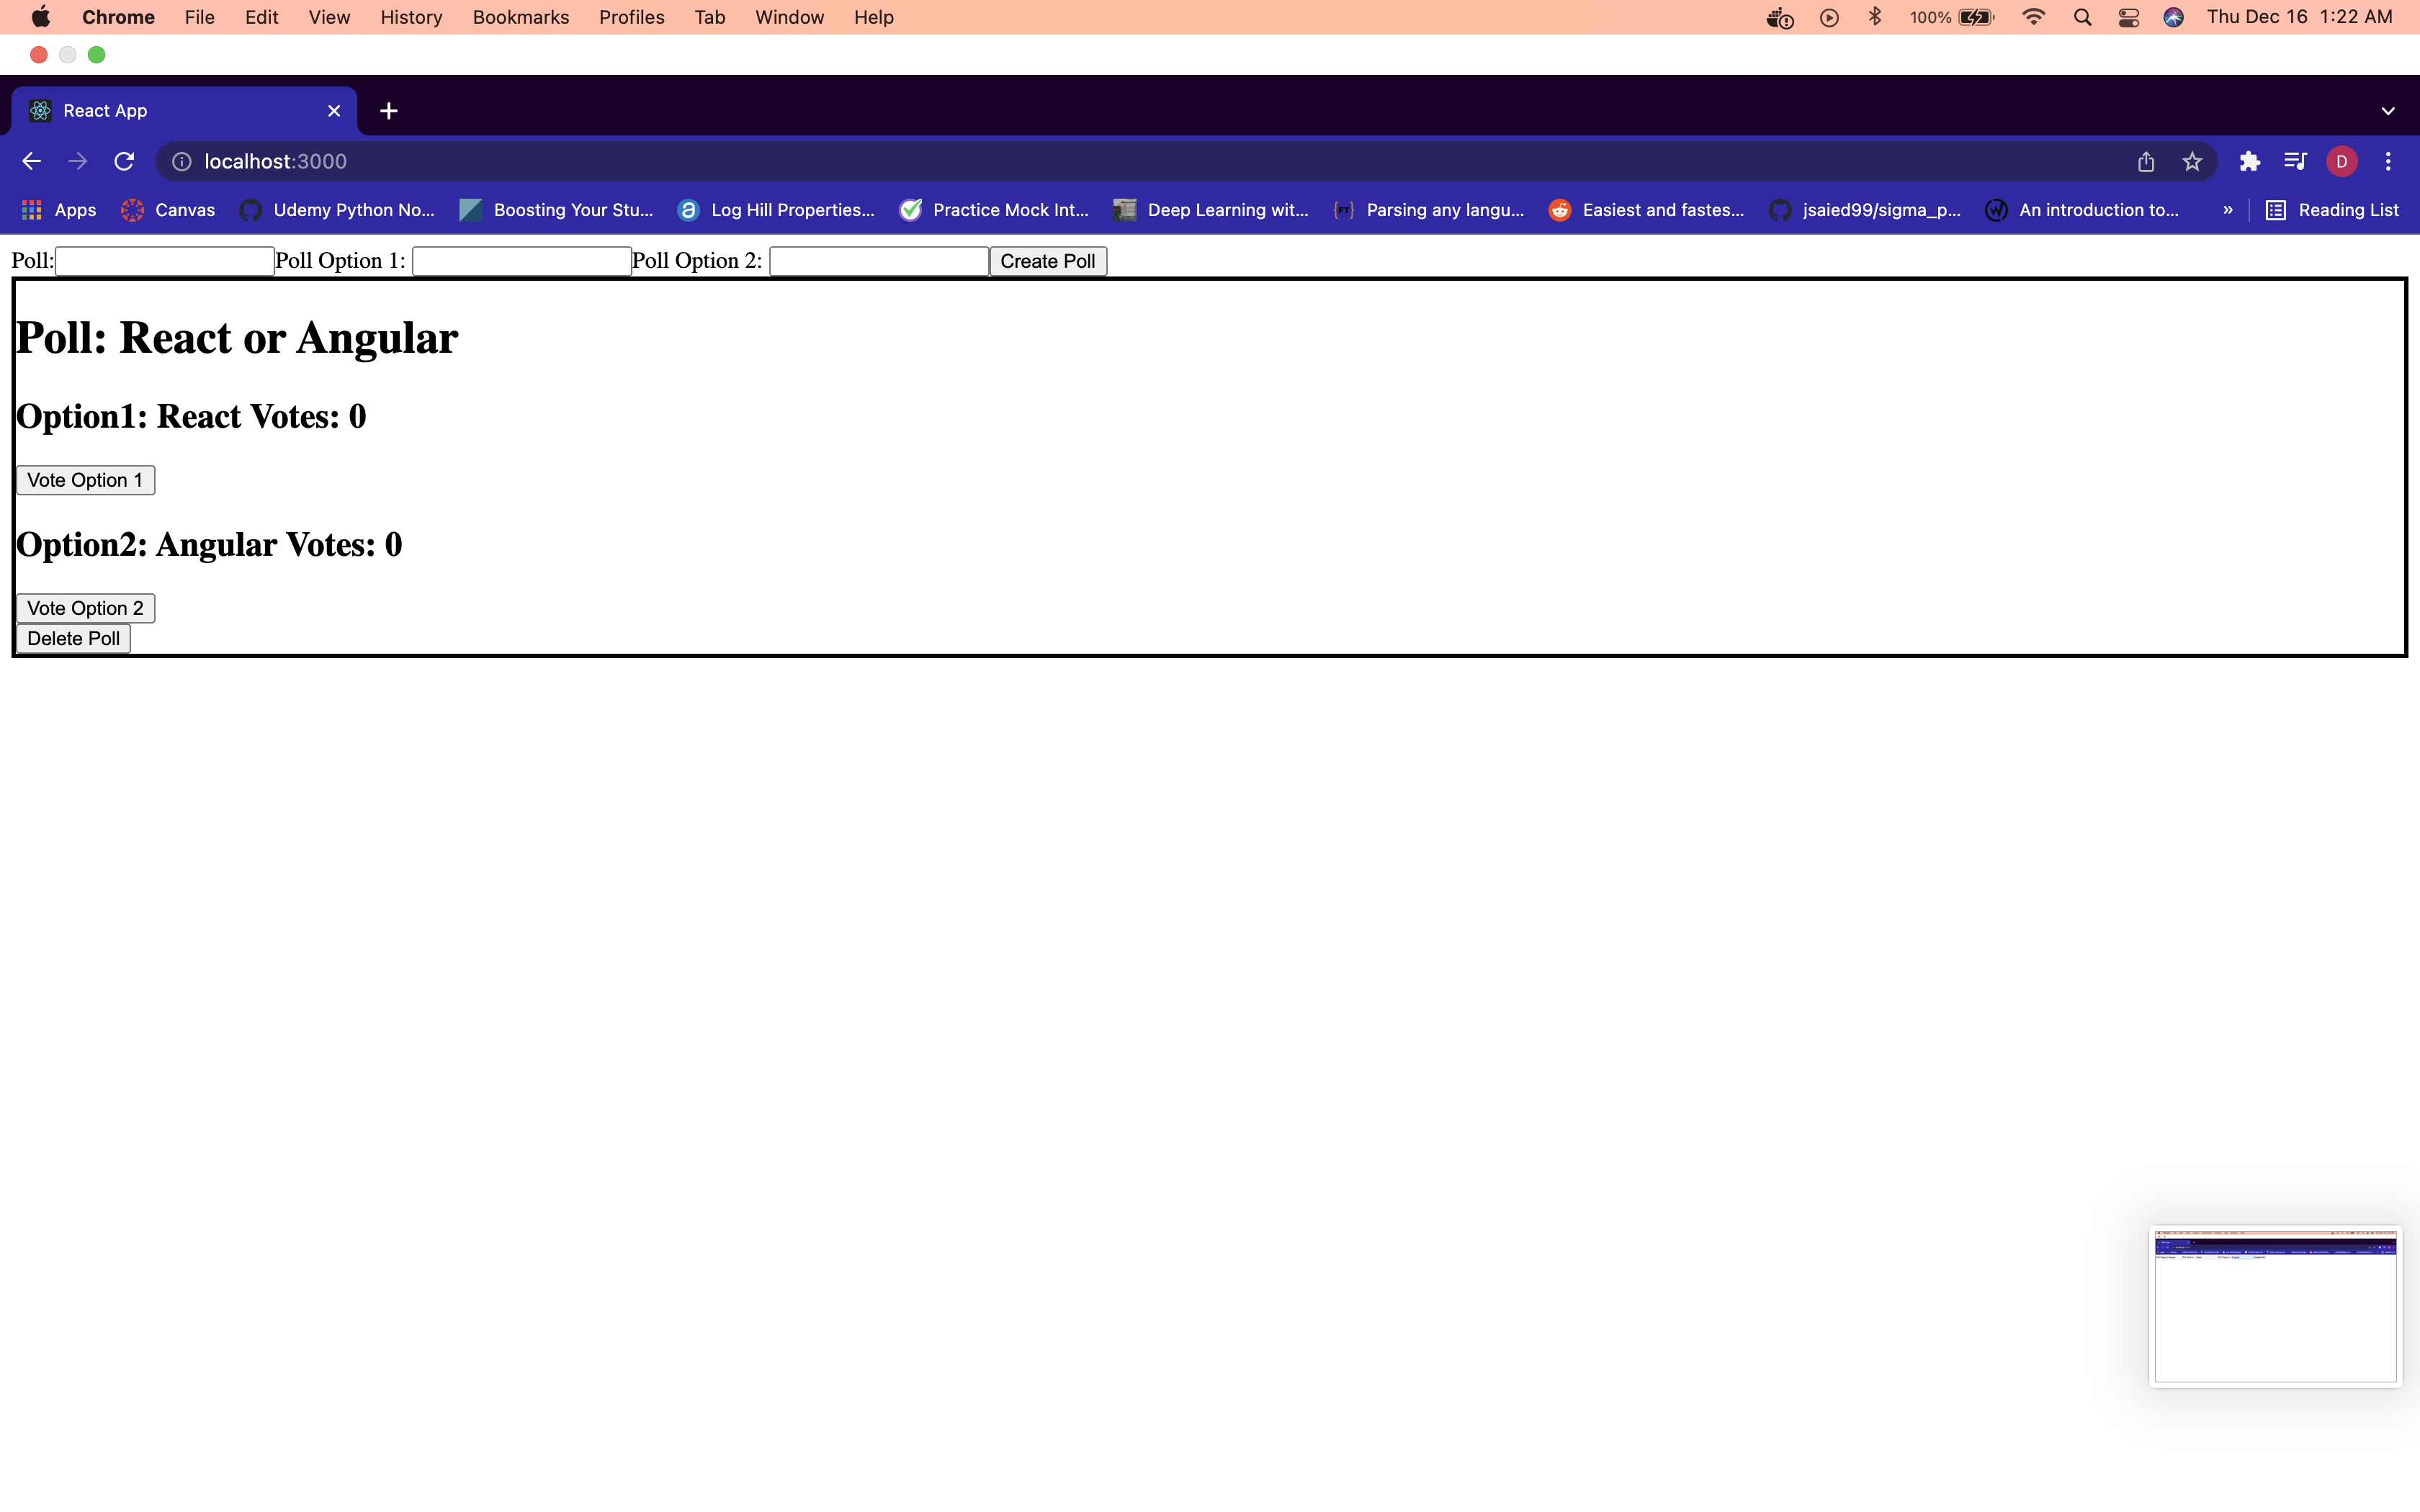 Chrome File Edit View History Bookmarks Profiles Tab Window Help 100% Thu Dec 16 1:22 AM
React App
localhost:3000 D
Apps Canvas Udemy Python No... Boosting Your Stu... Log Hill Properties... Practice Mock Int... Deep Learning wit... Parsing any langu... Easiest and fastes... jsaied99/sigma_p... An introduction to... » Reading List
Poll: Poll Option 1: Poll Option 2: Create Poll
Poll: React or Angular
Option1: React Votes: 0
Vote Option 1
Option2: Angular Votes: 0
Vote Option 2
Delete Poll